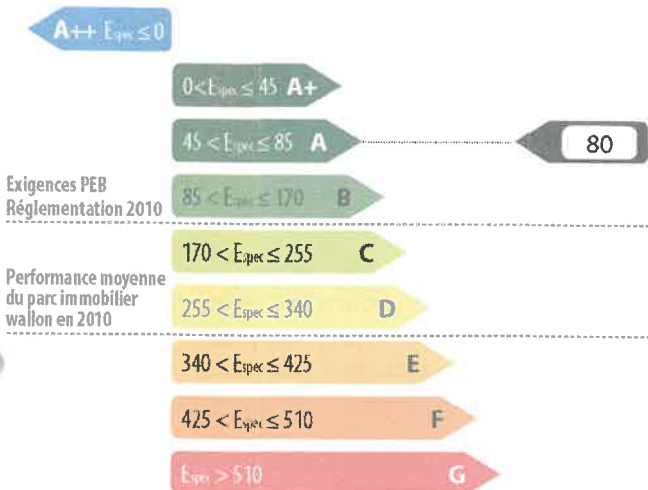 A++ Espec ≤ 0
0 < Espec ≤ 45 A+
45 < Espec ≤ 85 A
80
Exigences PEB
Réglementation 2010
85 < Espec ≤ 170 B
170 < Espec ≤ 255 C
Performance moyenne
du parc immobilier
wallon en 2010
255 < Espec ≤ 340 D
340 < Espec ≤ 425 E
425 < Espec ≤ 510 F
Espec > 510 G